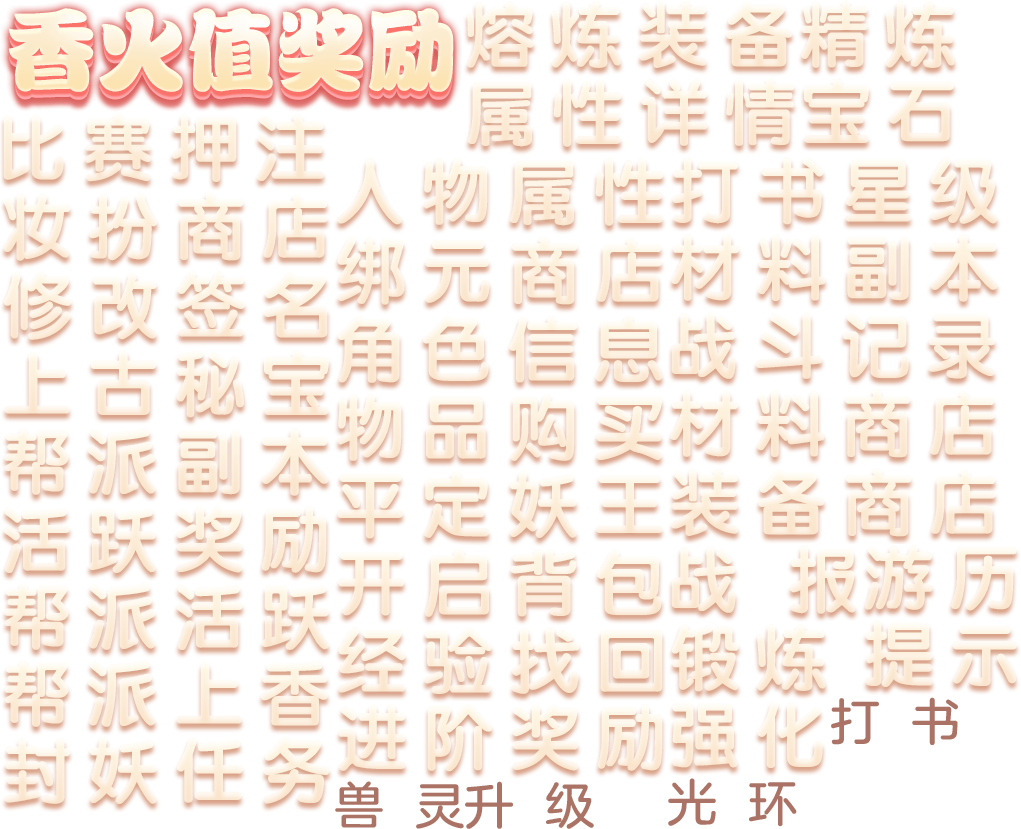 香火值奖励
熔炼装备精炼
属性详情宝石
比赛押注
妆扮商店
修改签名
上古秘宝
帮派副本
活跃奖励
帮派活跃
帮派上香
封妖任务
人物属性打书星级
绑元商店材料副本
角色信息战斗记录
物品购买材料商店
平定妖王装备商店
开启背包战 报游历
经验找回锻炼 提示
进阶奖励强化
打 书
兽 灵升 级 光 环